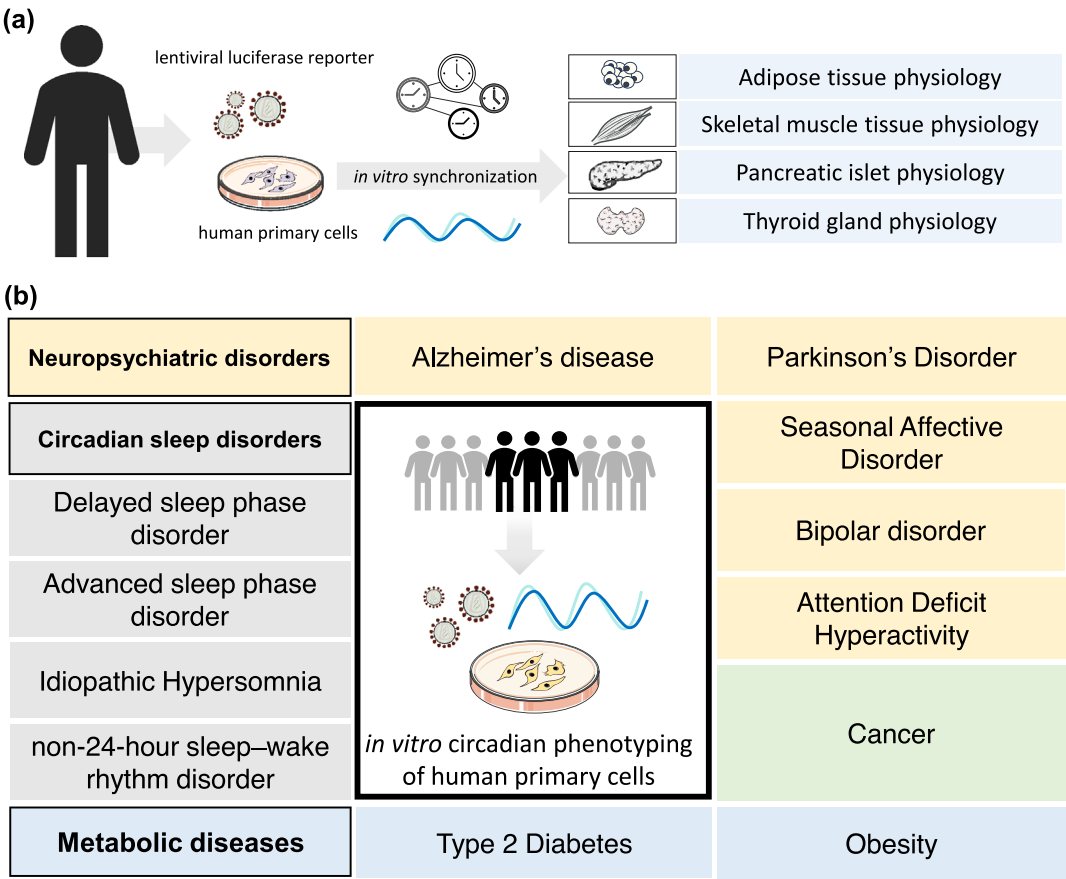 (a)
lentiviral luciferase reporter
human primary cells
in vitro synchronization
Adipose tissue physiology
Skeletal muscle tissue physiology
Pancreatic islet physiology
Thyroid gland physiology
(b)
Neuropsychiatric disorders
Alzheimer's disease
Parkinson's Disorder
Circadian sleep disorders
Delayed sleep phase
disorder
Advanced sleep phase
disorder
Idiopathic Hypersomnia
non-24-hour sleep–wake
rhythm disorder
in vitro circadian phenotyping
of human primary cells
Seasonal Affective
Disorder
Bipolar disorder
Attention Deficit
Hyperactivity
Cancer
Metabolic diseases
Type 2 Diabetes
Obesity